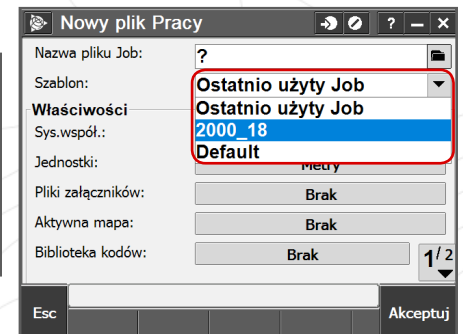 Nowy plik Pracy ? – ×
Nazwa pliku Job: ?
Szablon: Ostatnio użyty Job
Ostatnio użyty Job
Właściwości
Sys.współ.: 2000_18
Default
Jednostki: Metry
Pliki załączników: Brak
Aktywna mapa: Brak
Biblioteka kodów: Brak
1/2
Esc Akceptuj